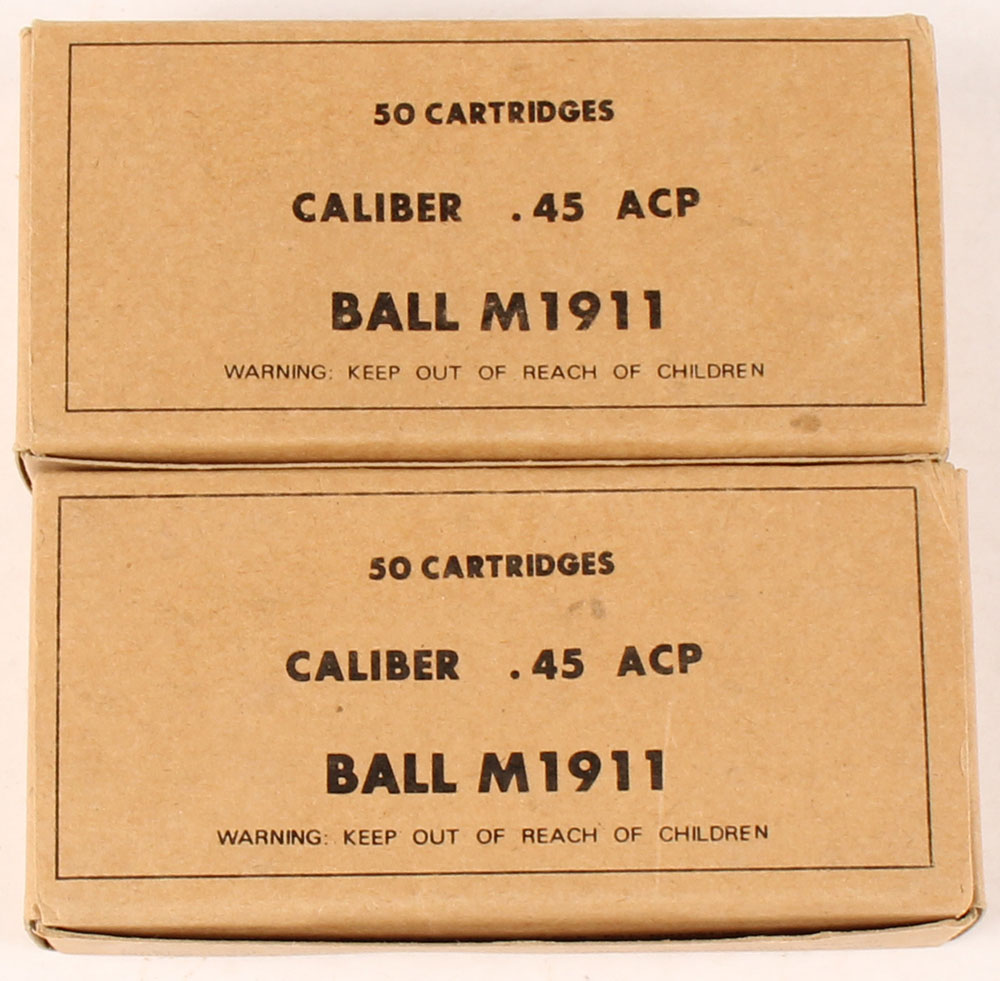 50 CARTRIDGES
CALIBER .45 ACP
BALL M1911
WARNING: KEEP OUT OF REACH OF CHILDREN
50 CARTRIDGES
CALIBER .45 ACP
BALL M1911
WARNING: KEEP OUT OF REACH OF CHILDREN